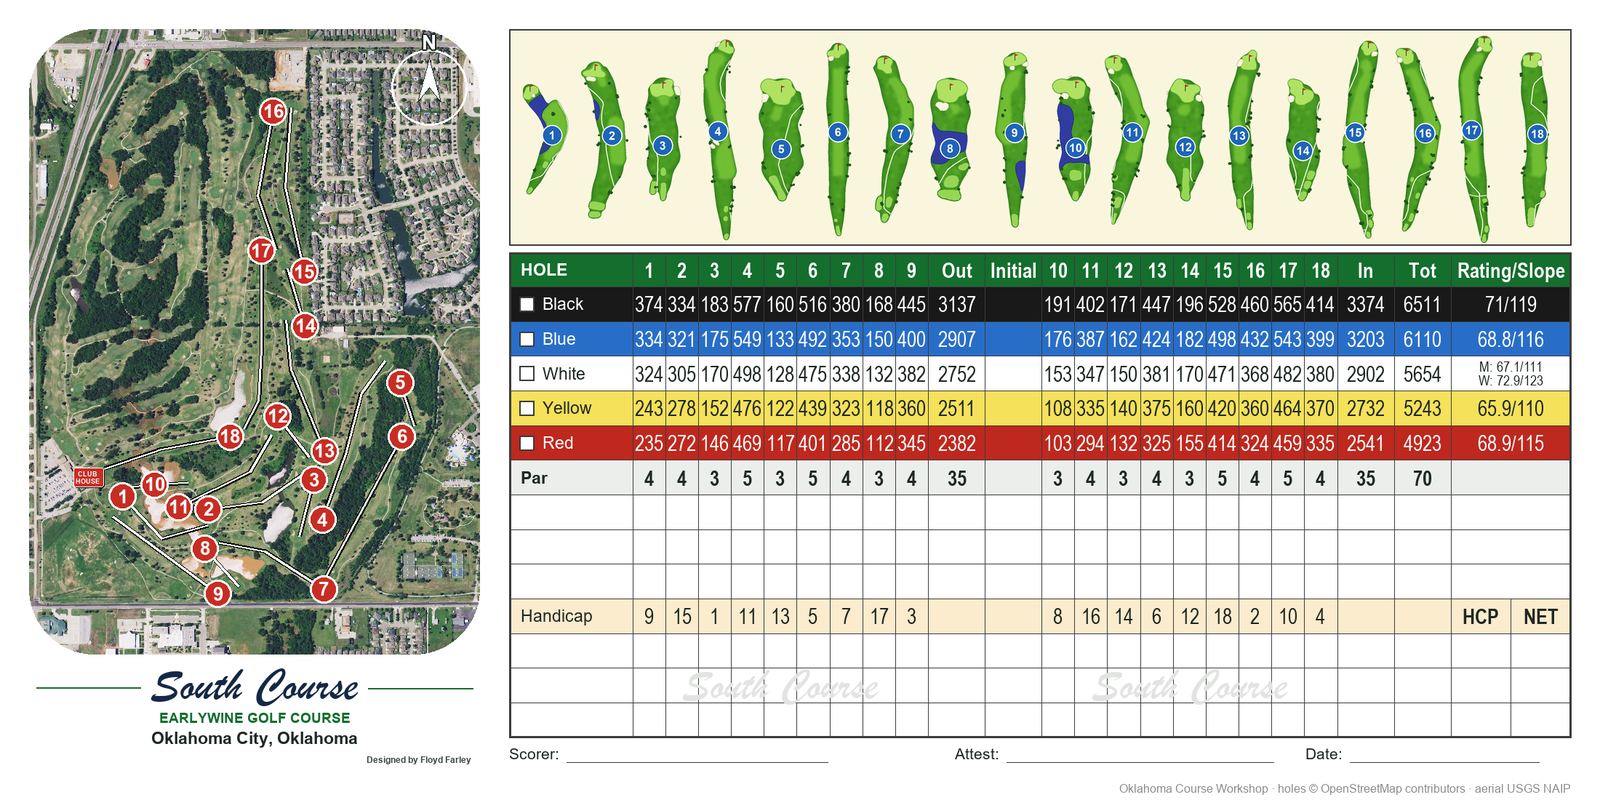 N
16
17
15
14
5
12
6
18
13
CLUB
HOUSE
10
3
1
11
2
4
8
7
9
South Course
EARLYWINE GOLF COURSE
Oklahoma City, Oklahoma
Designed by Floyd Farley
1 2 3 4 5 6 7 8 9 10 11 12 13 14 15 16 17 18
HOLE 1 2 3 4 5 6 7 8 9 Out Initial 10 11 12 13 14 15 16 17 18 In Tot Rating/Slope
Black 374 334 183 577 160 516 380 168 445 3137 191 402 171 447 196 528 460 565 414 3374 6511 71/119
Blue 334 321 175 549 133 492 353 150 400 2907 176 387 162 424 182 498 432 543 399 3203 6110 68.8/116
White 324 305 170 498 128 475 338 132 382 2752 153 347 150 381 170 471 368 482 380 2902 5654 M: 67.1/111
W: 72.9/123
Yellow 243 278 152 476 122 439 323 118 360 2511 108 335 140 375 160 420 360 464 370 2732 5243 65.9/110
Red 235 272 146 469 117 401 285 112 345 2382 103 294 132 325 155 414 324 459 335 2541 4923 68.9/115
Par 4 4 3 5 3 5 4 3 4 35 3 4 3 4 3 5 4 5 4 35 70
Handicap 9 15 1 11 13 5 7 17 3 8 16 14 6 12 18 2 10 4 HCP NET
South Course South Course
Scorer: Attest: Date:
Oklahoma Course Workshop · holes © OpenStreetMap contributors · aerial USGS NAIP